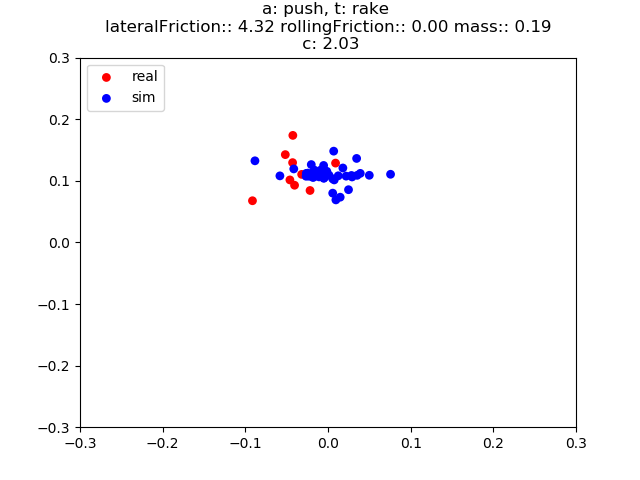 a: push, t: rake
lateralFriction:: 4.32 rollingFriction:: 0.00 mass:: 0.19
c: 2.03
real
sim
0.3
0.2
0.1
0.0
−0.1
−0.2
−0.3
−0.3 −0.2 −0.1 0.0 0.1 0.2 0.3